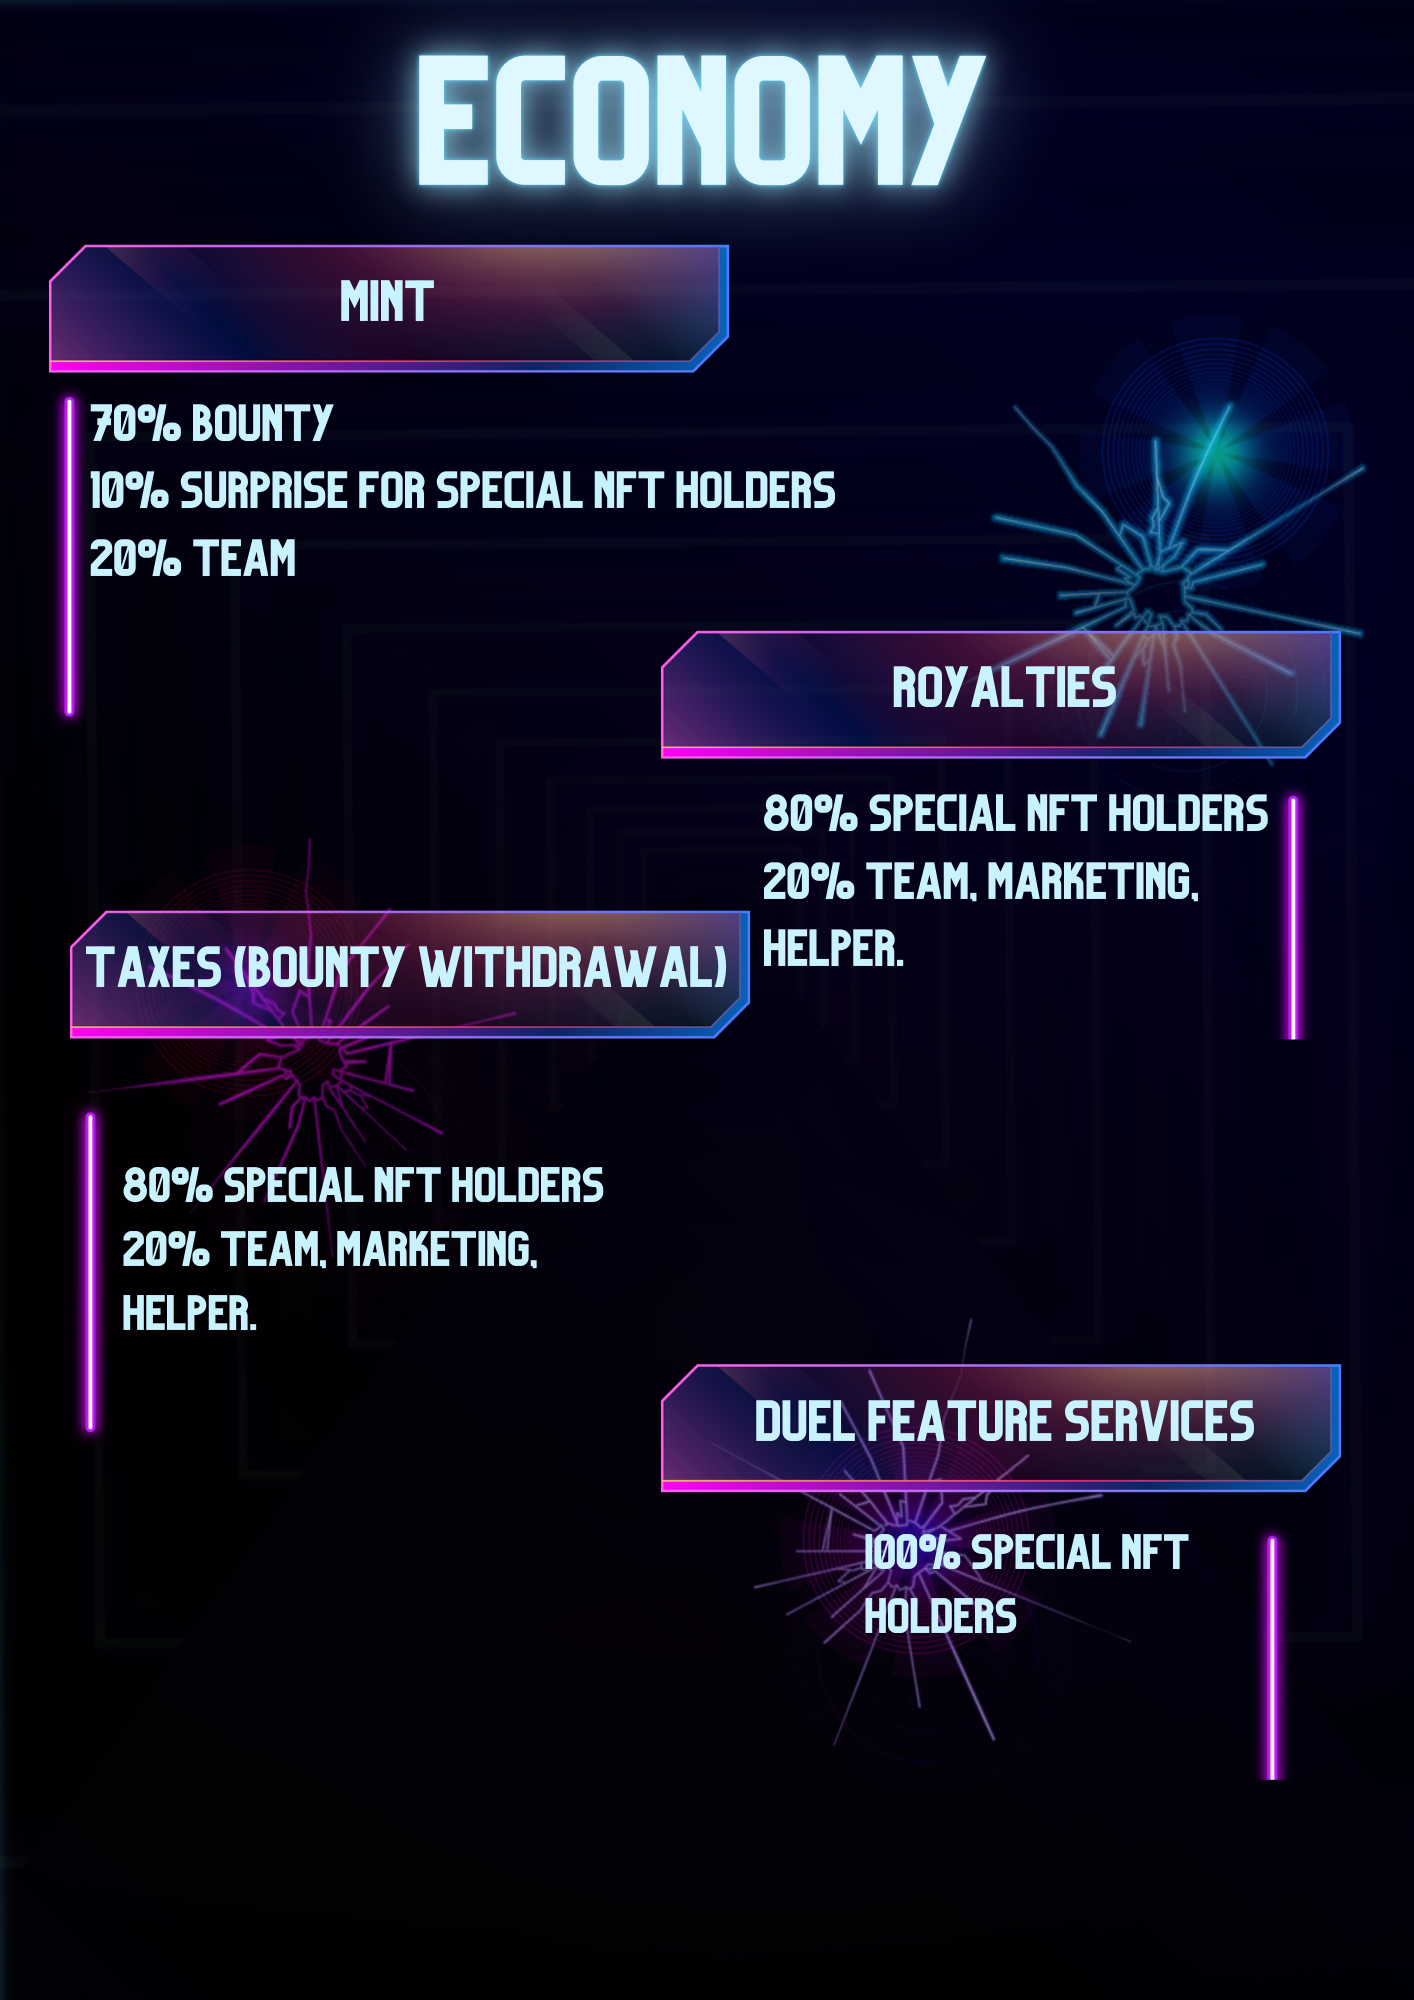 ECONOMY
MINT
70% BOUNTY
10% SURPRISE FOR SPECIAL NFT HOLDERS
20% TEAM
ROYALTIES
80% SPECIAL NFT HOLDERS
20% TEAM, MARKETING,
HELPER.
TAXES (BOUNTY WITHDRAWAL)
80% SPECIAL NFT HOLDERS
20% TEAM, MARKETING,
HELPER.
DUEL FEATURE SERVICES
100% SPECIAL NFT
HOLDERS